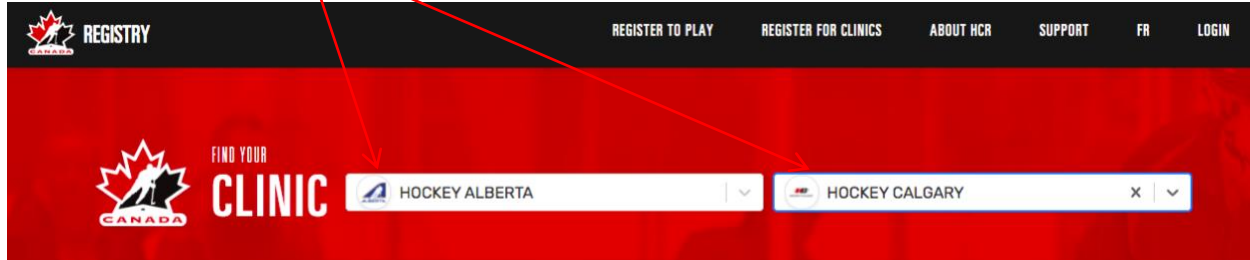 CANADA REGISTRY REGISTER TO PLAY REGISTER FOR CLINICS ABOUT HCR SUPPORT FR LOGIN
FIND YOUR
CLINIC HOCKEY ALBERTA HOCKEY CALGARY X
CANADA